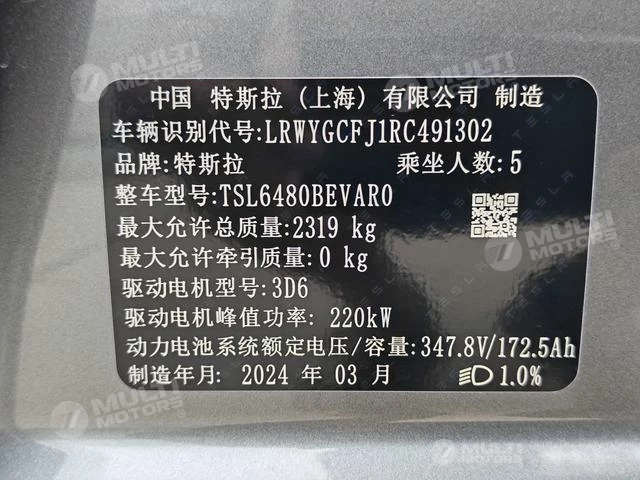 MULTI MOTORS
MULTI MOTORS
中国 特斯拉 (上海) 有限公司 制造
车辆识别代号:LRWYGCFJ1RC491302
品牌:特斯拉 乘坐人数:5
整车型号:TSL6480BEVAR0
最大允许总质量:2319 kg
最大允许牵引质量:0 kg
驱动电机型号:3D6
驱动电机峰值功率: 220kW
动力电池系统额定电压/容量:347.8V/172.5Ah
制造年月: 2024 年 03 月 1.0%
MULTI MOTORS
MULTI MOTORS